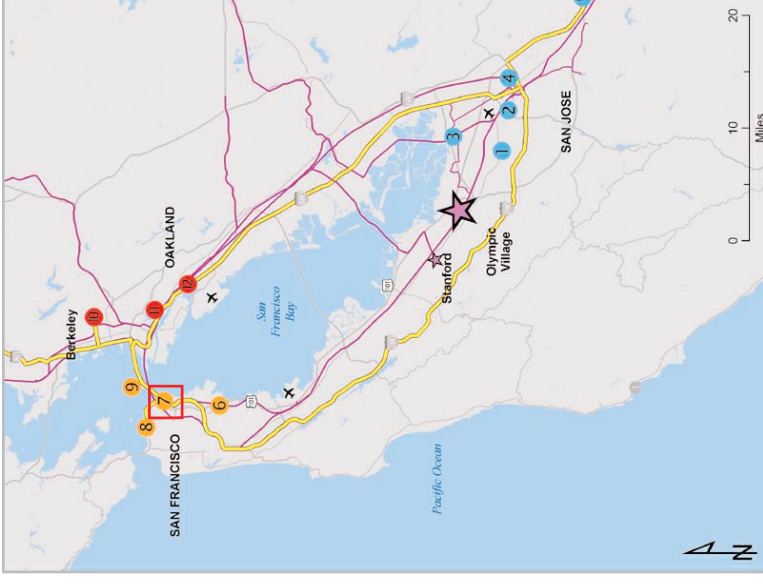 Berkeley
10
OAKLAND
11
12
9
8
7
SAN FRANCISCO
6
101
San
Francisco
Bay
101
Stanford
Olympic
Village
3
4
2
1
SAN JOSE
Pacific Ocean
0
10
20
Miles
N